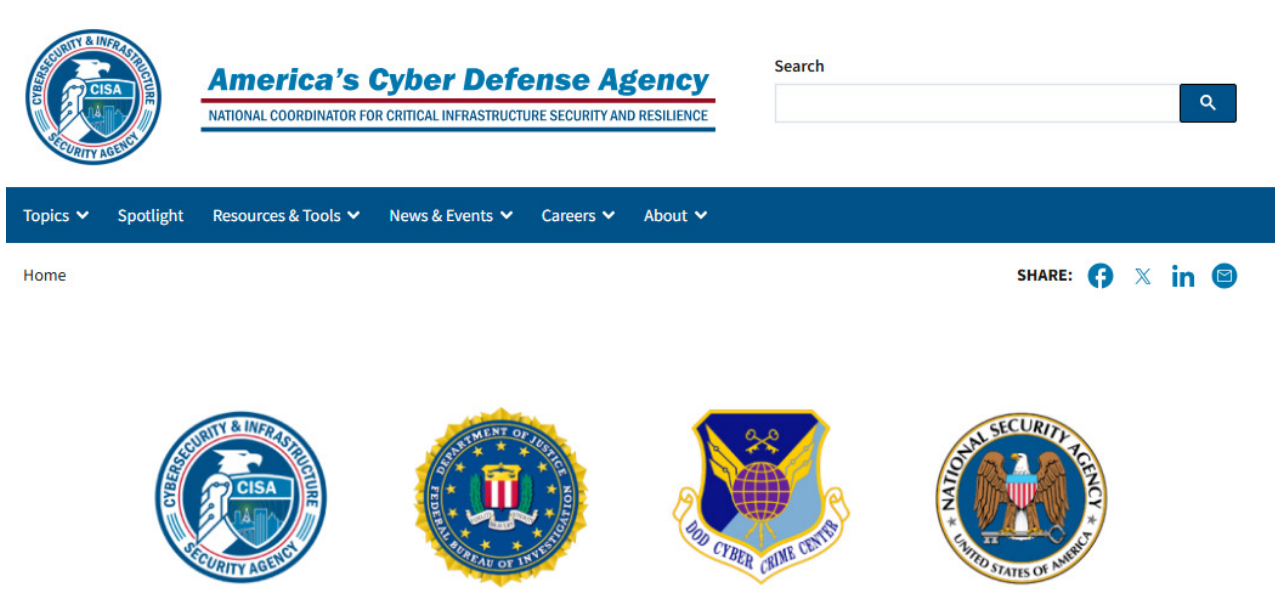 CYBERSECURITY & INFRASTRUCTURE
SECURITY AGENCY
CISA
America's Cyber Defense Agency
NATIONAL COORDINATOR FOR CRITICAL INFRASTRUCTURE SECURITY AND RESILIENCE
Search
Topics
Spotlight
Resources & Tools
News & Events
Careers
About
Home
SHARE:
CYBERSECURITY & INFRASTRUCTURE
SECURITY AGENCY
CISA
DEPARTMENT OF JUSTICE
FEDERAL BUREAU OF INVESTIGATION
DOD CYBER CRIME CENTER
NATIONAL SECURITY AGENCY
UNITED STATES OF AMERICA